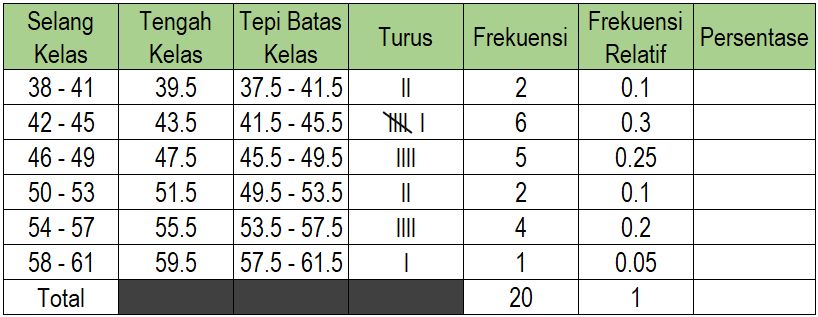 Selang Kelas Tengah Kelas Tepi Batas Kelas Turus Frekuensi Frekuensi Relatif Persentase
38 - 41 39.5 37.5 - 41.5 II 2 0.1
42 - 45 43.5 41.5 - 45.5 IIII I 6 0.3
46 - 49 47.5 45.5 - 49.5 IIII 5 0.25
50 - 53 51.5 49.5 - 53.5 II 2 0.1
54 - 57 55.5 53.5 - 57.5 IIII 4 0.2
58 - 61 59.5 57.5 - 61.5 I 1 0.05
Total 20 1